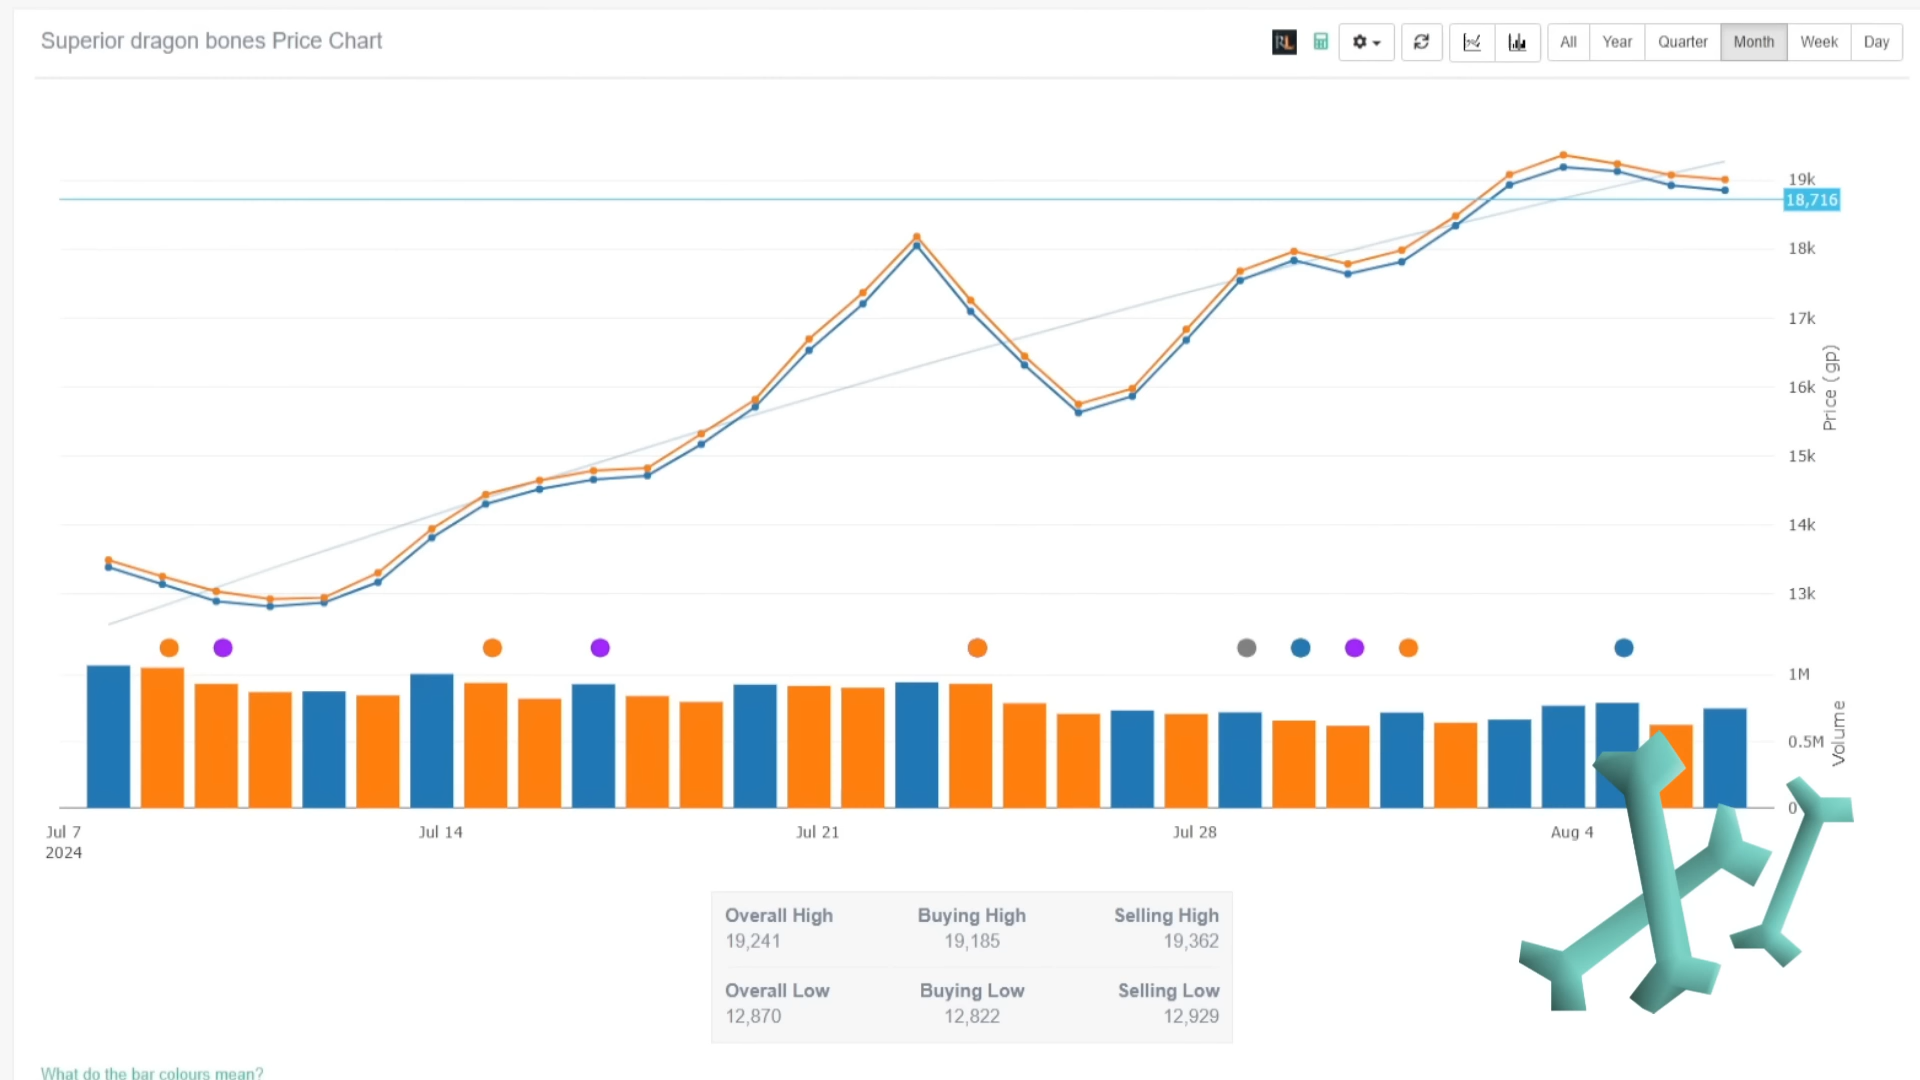 Superior dragon bones Price Chart
RL
All Year Quarter Month Week Day
19k
18,716
18k
17k
16k
15k
14k
13k
Price (gp)
1M
0.5M
0
Volume
Jul 7 Jul 14 Jul 21 Jul 28 Aug 4
2024
Overall High Buying High Selling High
19,241 19,185 19,362
Overall Low Buying Low Selling Low
12,870 12,822 12,929
What do the bar colours mean?